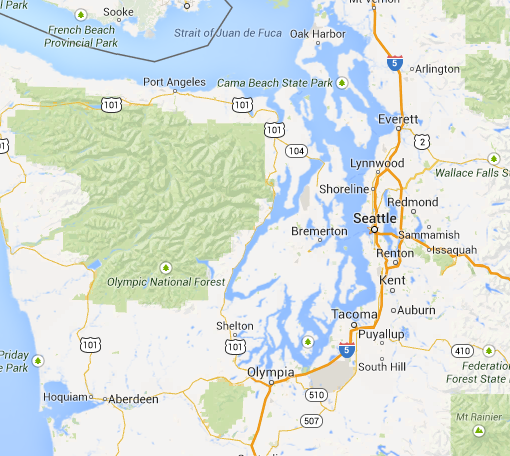 Sooke
Mt Vernon
French Beach
Provincial Park
Park
Strait of Juan de Fuca
Oak Harbor
5
Arlington
Port Angeles
Cama Beach State Park
101
101
101
Everett
104
2
101
Lynnwood
Wallace Falls S
Shoreline
Redmond
Seattle
Bremerton
Sammamish
Issaquah
Renton
Olympic National Forest
Kent
Tacoma
Auburn
Shelton
Puyallup
101
101
5
410
Priday
e Park
South Hill
Federation
Forest State
Olympia
Hoquiam
Aberdeen
510
507
Mt Rainier